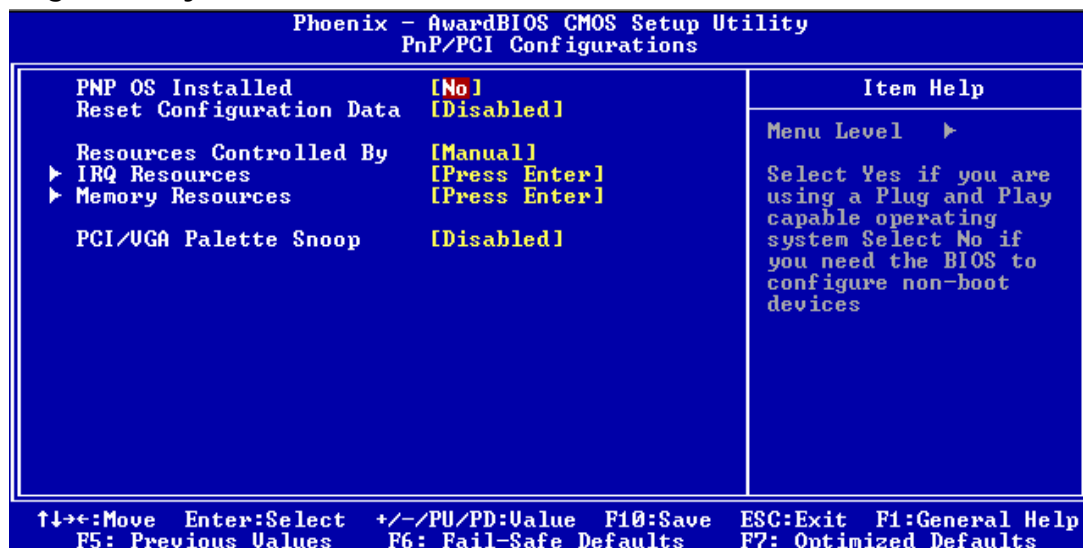 Phoenix - AwardBIOS CMOS Setup Utility
PnP/PCI Configurations
PNP OS Installed [No]
Reset Configuration Data [Disabled]
Resources Controlled By [Manual]
► IRQ Resources [Press Enter]
► Memory Resources [Press Enter]
PCI/VGA Palette Snoop [Disabled]
Item Help
Menu Level ►
Select Yes if you are
using a Plug and Play
capable operating
system Select No if
you need the BIOS to
configure non-boot
devices
↑↓→←:Move Enter:Select +/-/PU/PD:Value F10:Save ESC:Exit F1:General Help
F5: Previous Values F6: Fail-Safe Defaults F7: Optimized Defaults